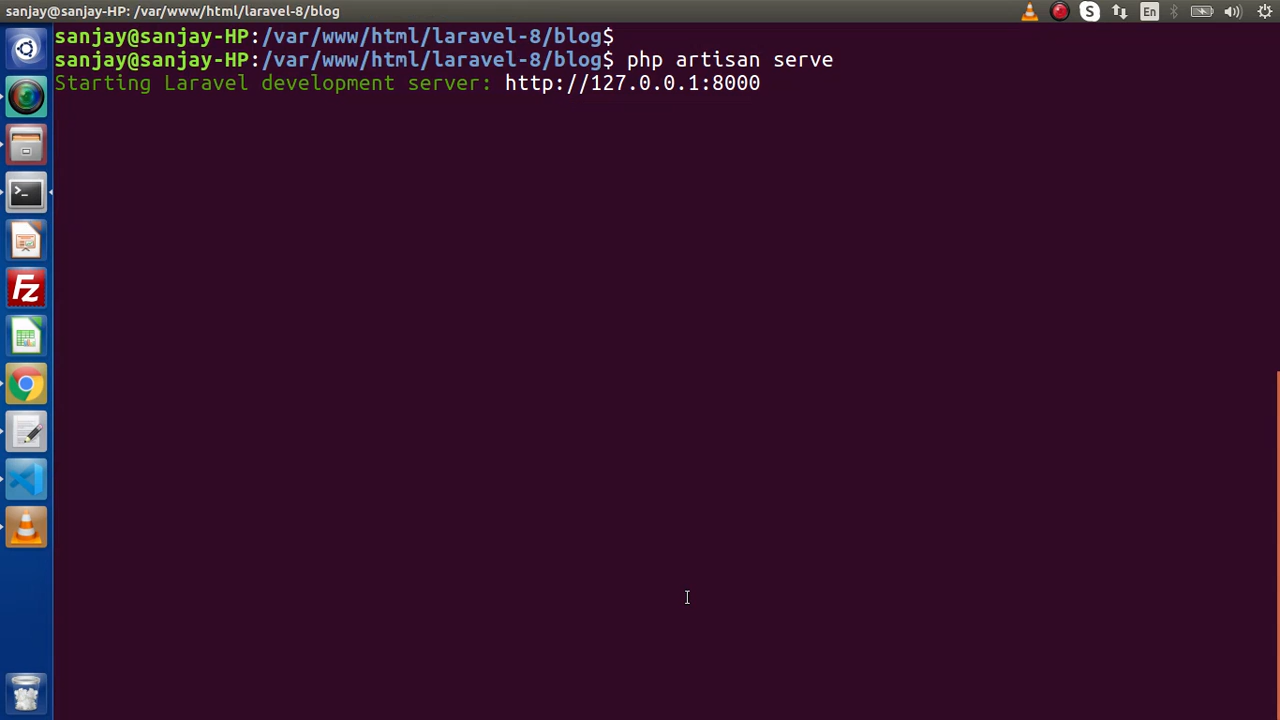 sanjay@sanjay-HP: /var/www/html/laravel-8/blog
S
En
sanjay@sanjay-HP:/var/www/html/laravel-8/blog$
sanjay@sanjay-HP:/var/www/html/laravel-8/blog$ php artisan serve
Starting Laravel development server: http://127.0.0.1:8000
>_
FZ